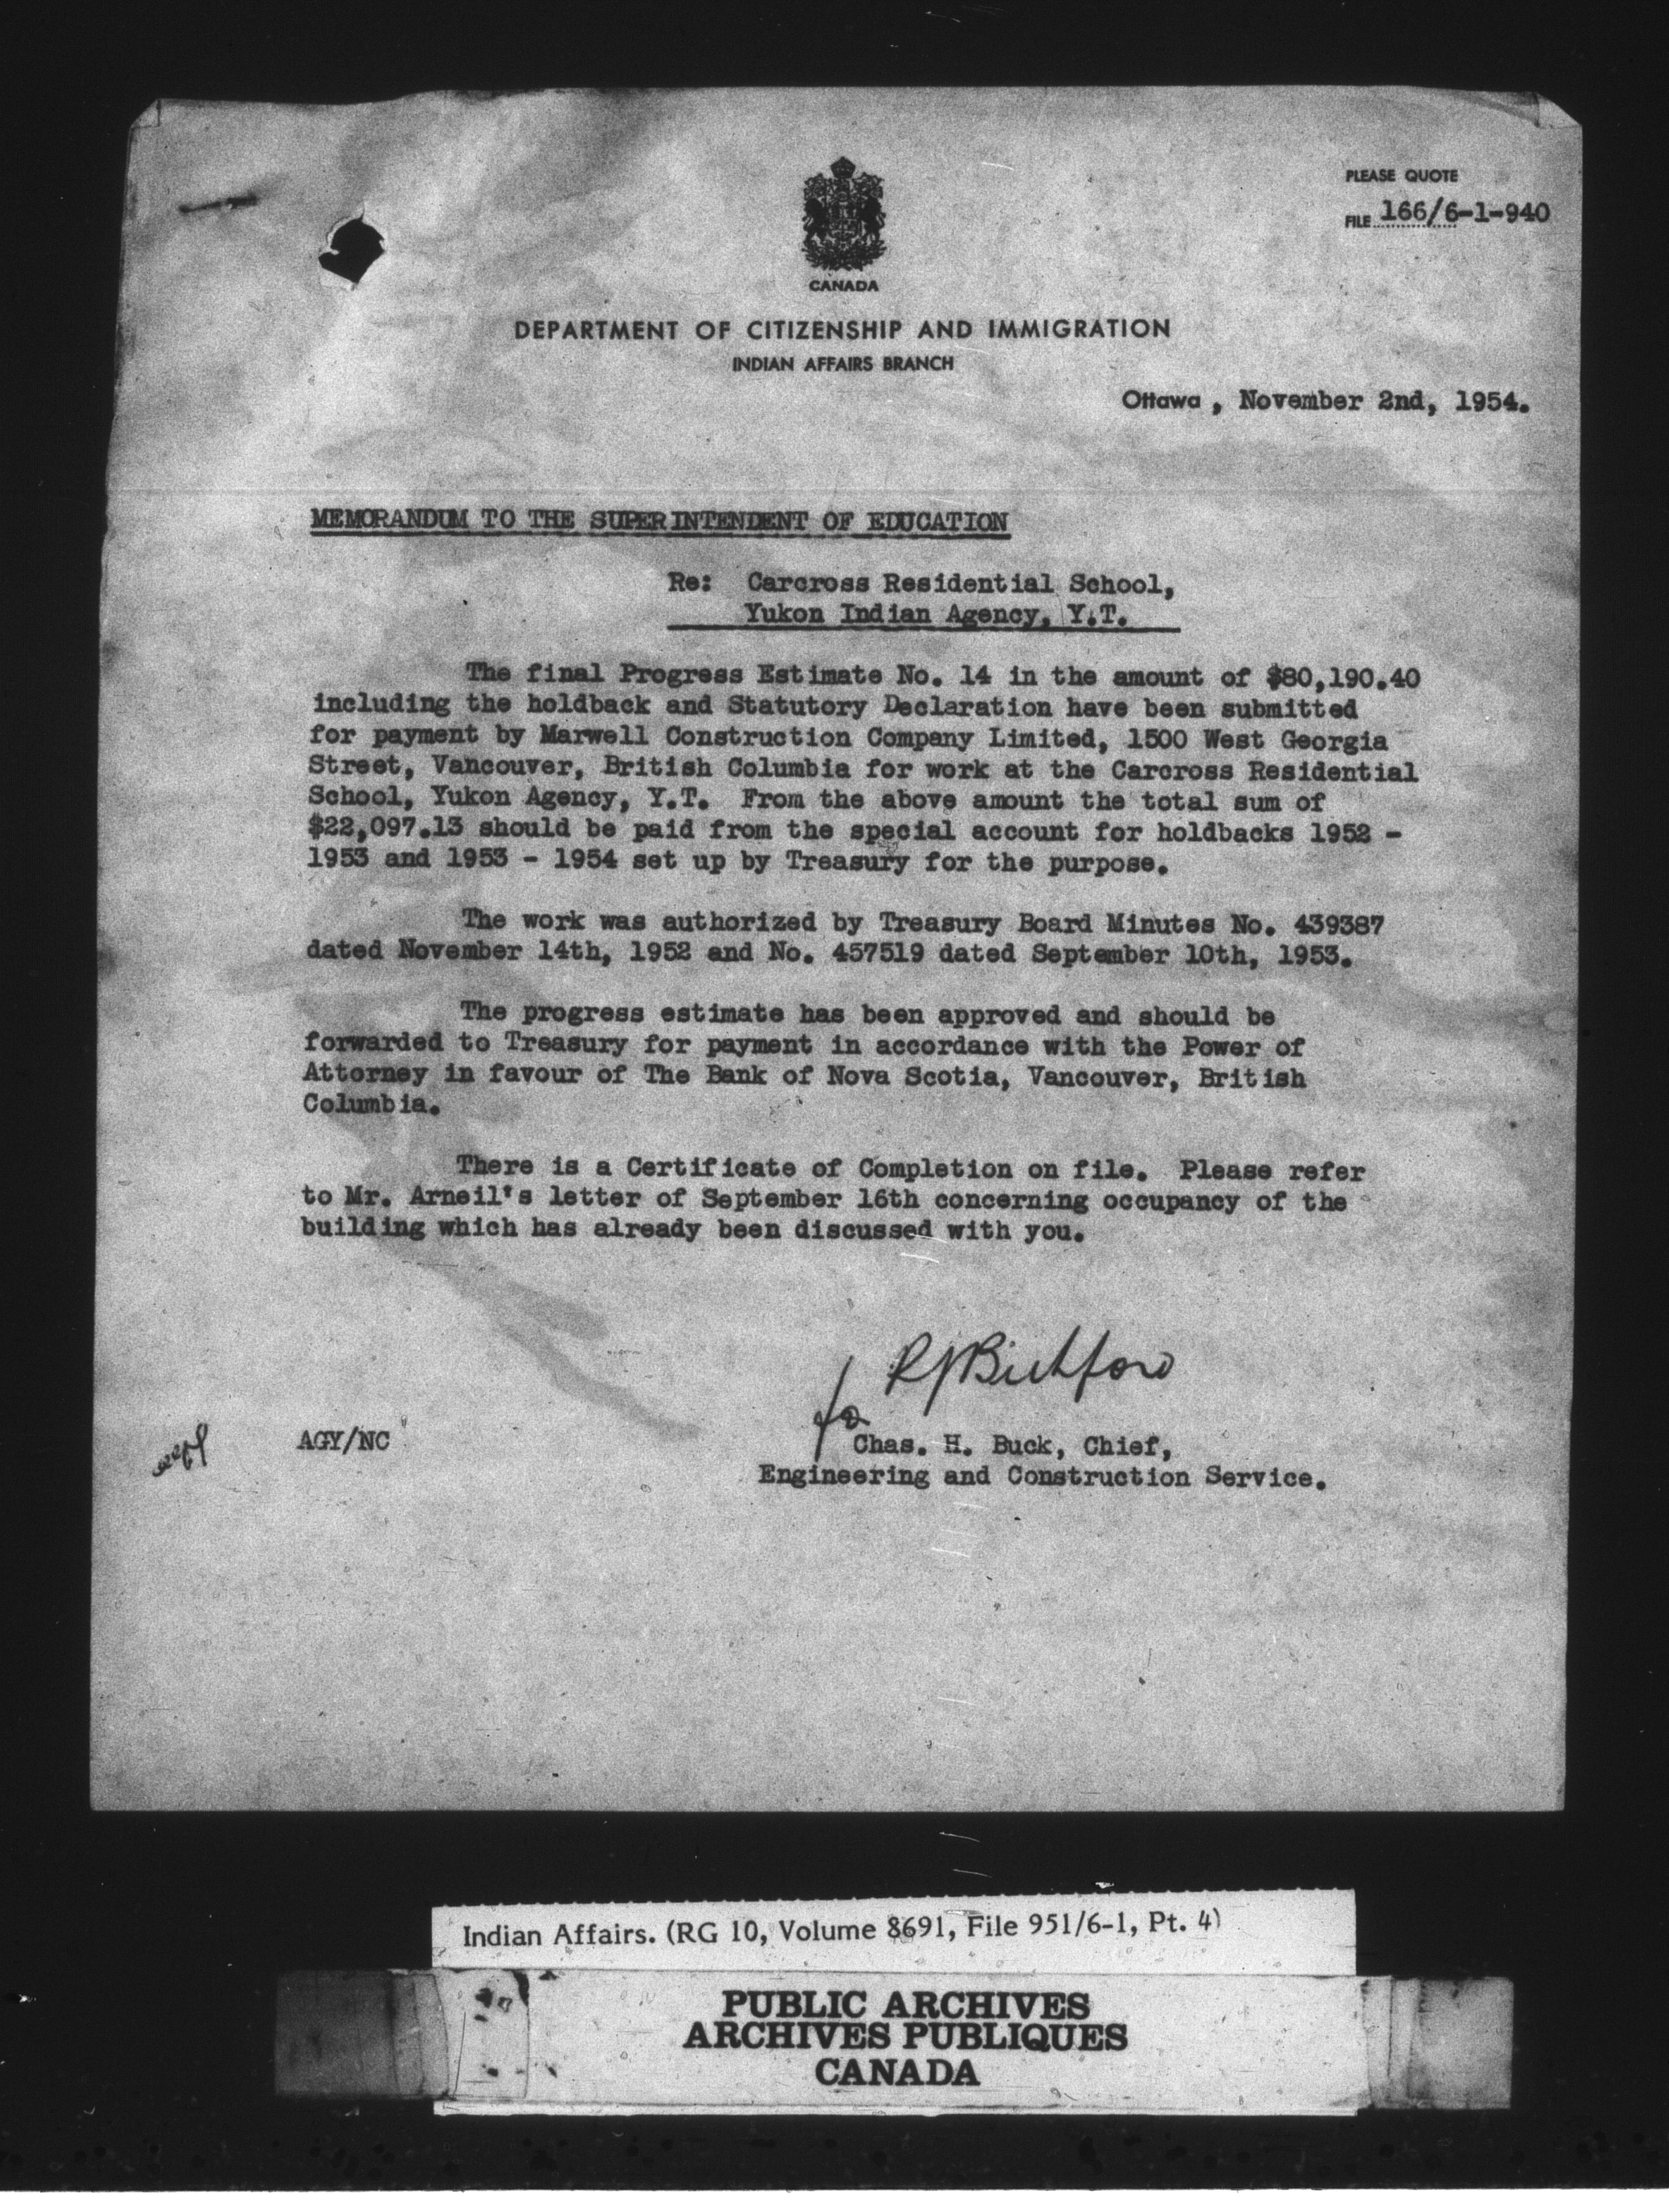 PLEASE QUOTE
FILE 166/6-1-940
CANADA
DEPARTMENT OF CITIZENSHIP AND IMMIGRATION
INDIAN AFFAIRS BRANCH
Ottawa, November 2nd, 1954.
MEMORANDUM TO THE SUPERINTENDENT OF EDUCATION
Re: Carcross Residential School,
Yukon Indian Agency, Y.T.
The final Progress Estimate No. 14 in the amount of $80,190.40
including the holdback and Statutory Declaration have been submitted
for payment by Marwell Construction Company Limited, 1500 West Georgia
Street, Vancouver, British Columbia for work at the Carcross Residential
School, Yukon Agency, Y.T. From the above amount the total sum of
$22,097.13 should be paid from the special account for holdbacks 1952 -
1953 and 1953 - 1954 set up by Treasury for the purpose.
The work was authorized by Treasury Board Minutes No. 439387
dated November 14th, 1952 and No. 457519 dated September 10th, 1953.
The progress estimate has been approved and should be
forwarded to Treasury for payment in accordance with the Power of
Attorney in favour of The Bank of Nova Scotia, Vancouver, British
Columbia.
There is a Certificate of Completion on file. Please refer
to Mr. Arneil's letter of September 16th concerning occupancy of the
building which has already been discussed with you.
RJBickford
AGY/NC
Chas. H. Buck, Chief,
Engineering and Construction Service.
Indian Affairs. (RG 10, Volume 8691, File 951/6-1, Pt. 4)
PUBLIC ARCHIVES
ARCHIVES PUBLIQUES
CANADA